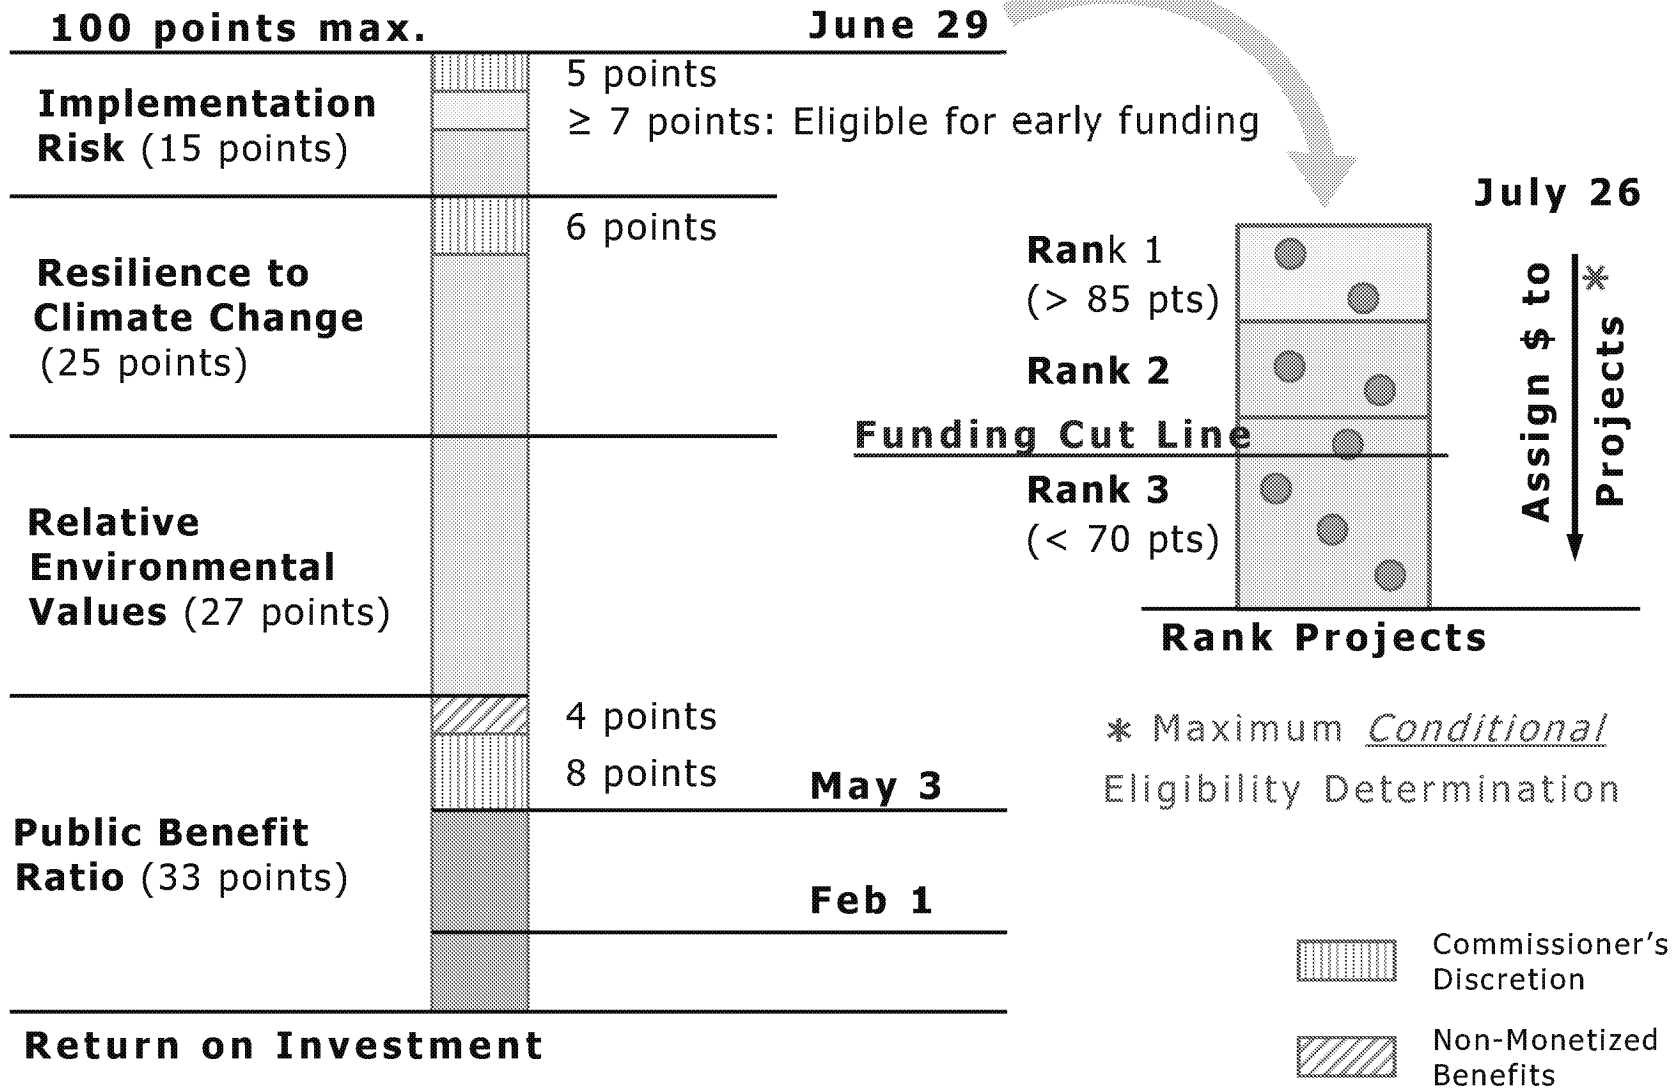 100 points max.
June 29
Implementation
Risk (15 points)
5 points
≥ 7 points: Eligible for early funding
Resilience to
Climate Change
(25 points)
6 points
Relative
Environmental
Values (27 points)
4 points
8 points
May 3
Public Benefit
Ratio (33 points)
Feb 1
Return on Investment
July 26
Rank 1
(> 85 pts)
Rank 2
Funding Cut Line
Rank 3
(< 70 pts)
Assign $ to
Projects *
Rank Projects
* Maximum Conditional
Eligibility Determination
Commissioner's
Discretion
Non-Monetized
Benefits